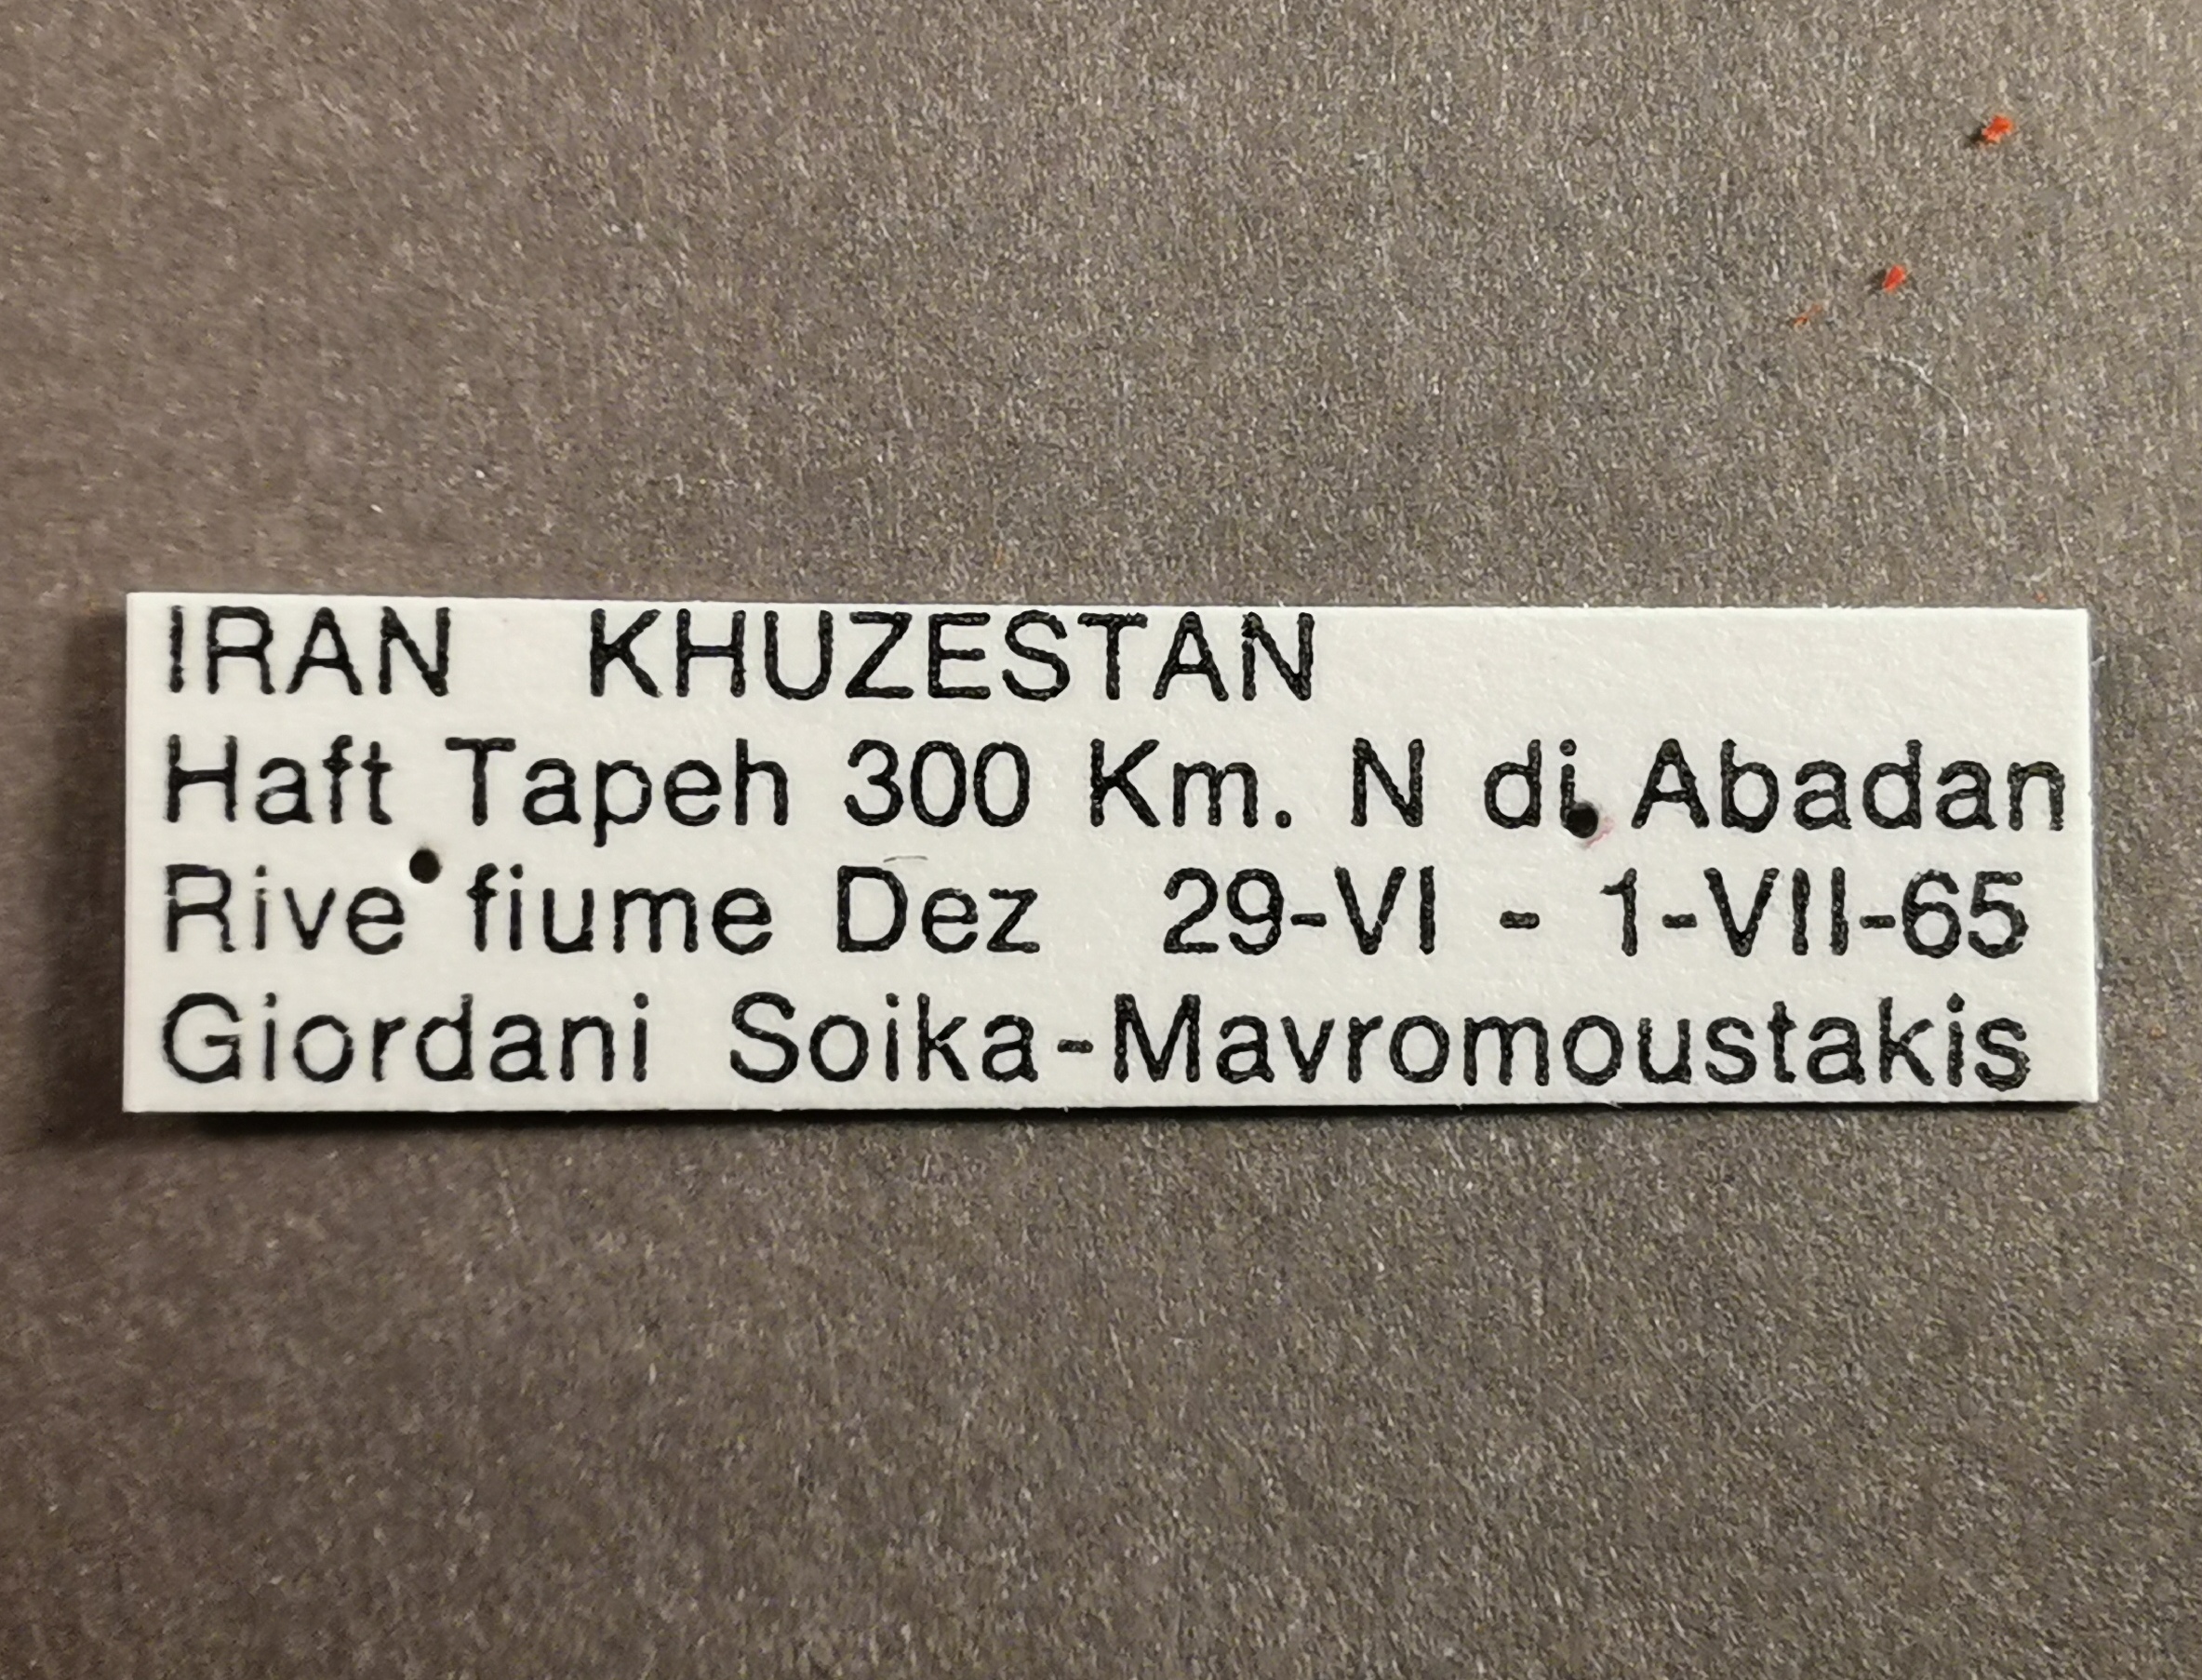 IRAN KHUZESTAN
Haft Tapeh 300 Km. N di Abadan
Rive fiume Dez 29-VI - 1-VII-65
Giordani Soika-Mavromoustakis